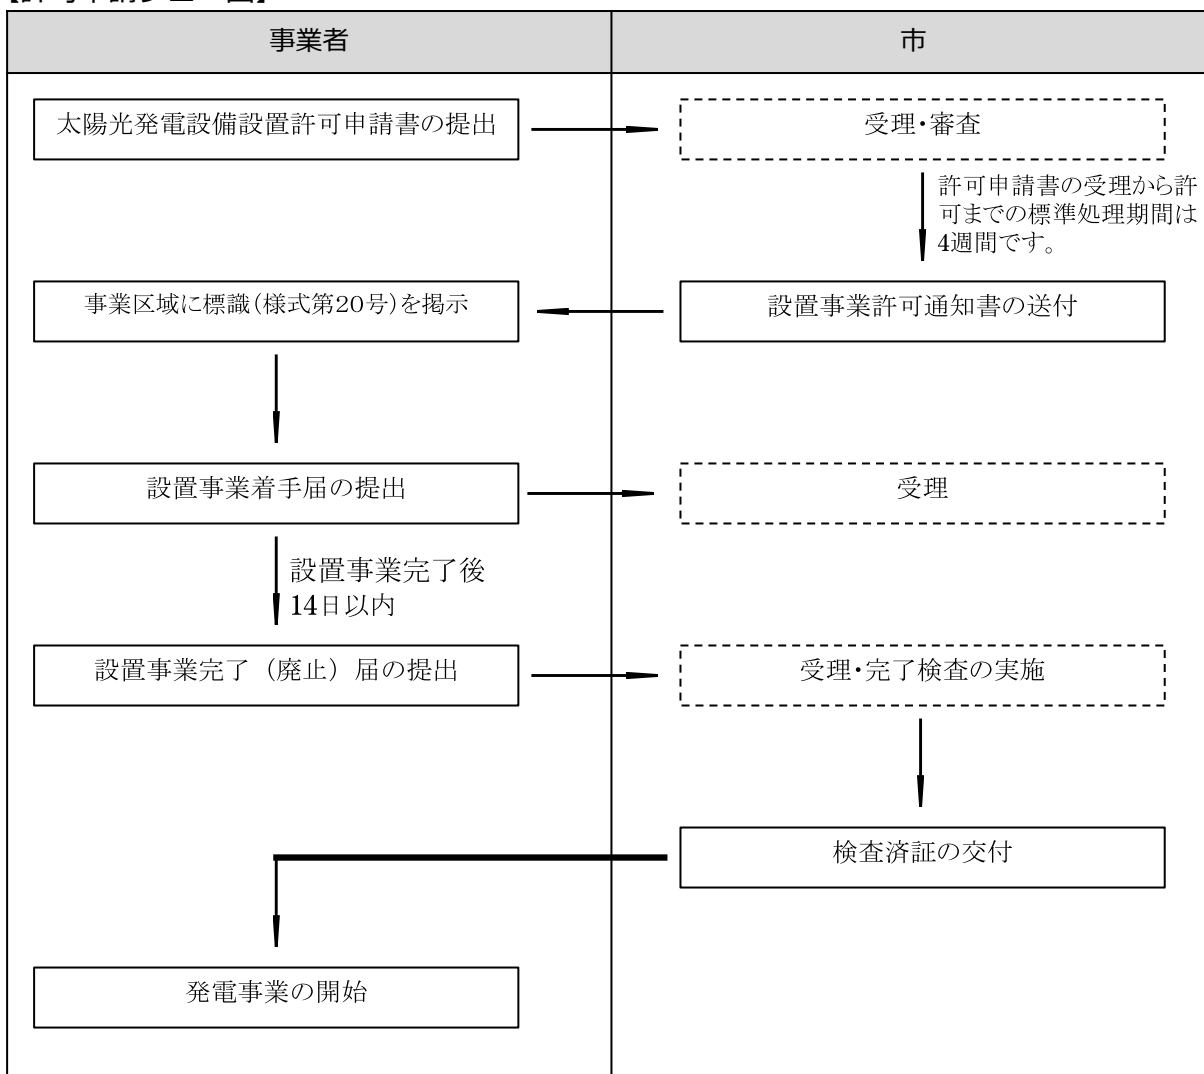 事業者
市
太陽光発電設備設置許可申請書の提出
受理・審査
許可申請書の受理から許
可までの標準処理期間は
4週間です。
事業区域に標識(様式第20号)を掲示
設置事業許可通知書の送付
設置事業着手届の提出
受理
設置事業完了後
14日以内
設置事業完了（廃止）届の提出
受理・完了検査の実施
検査済証の交付
発電事業の開始